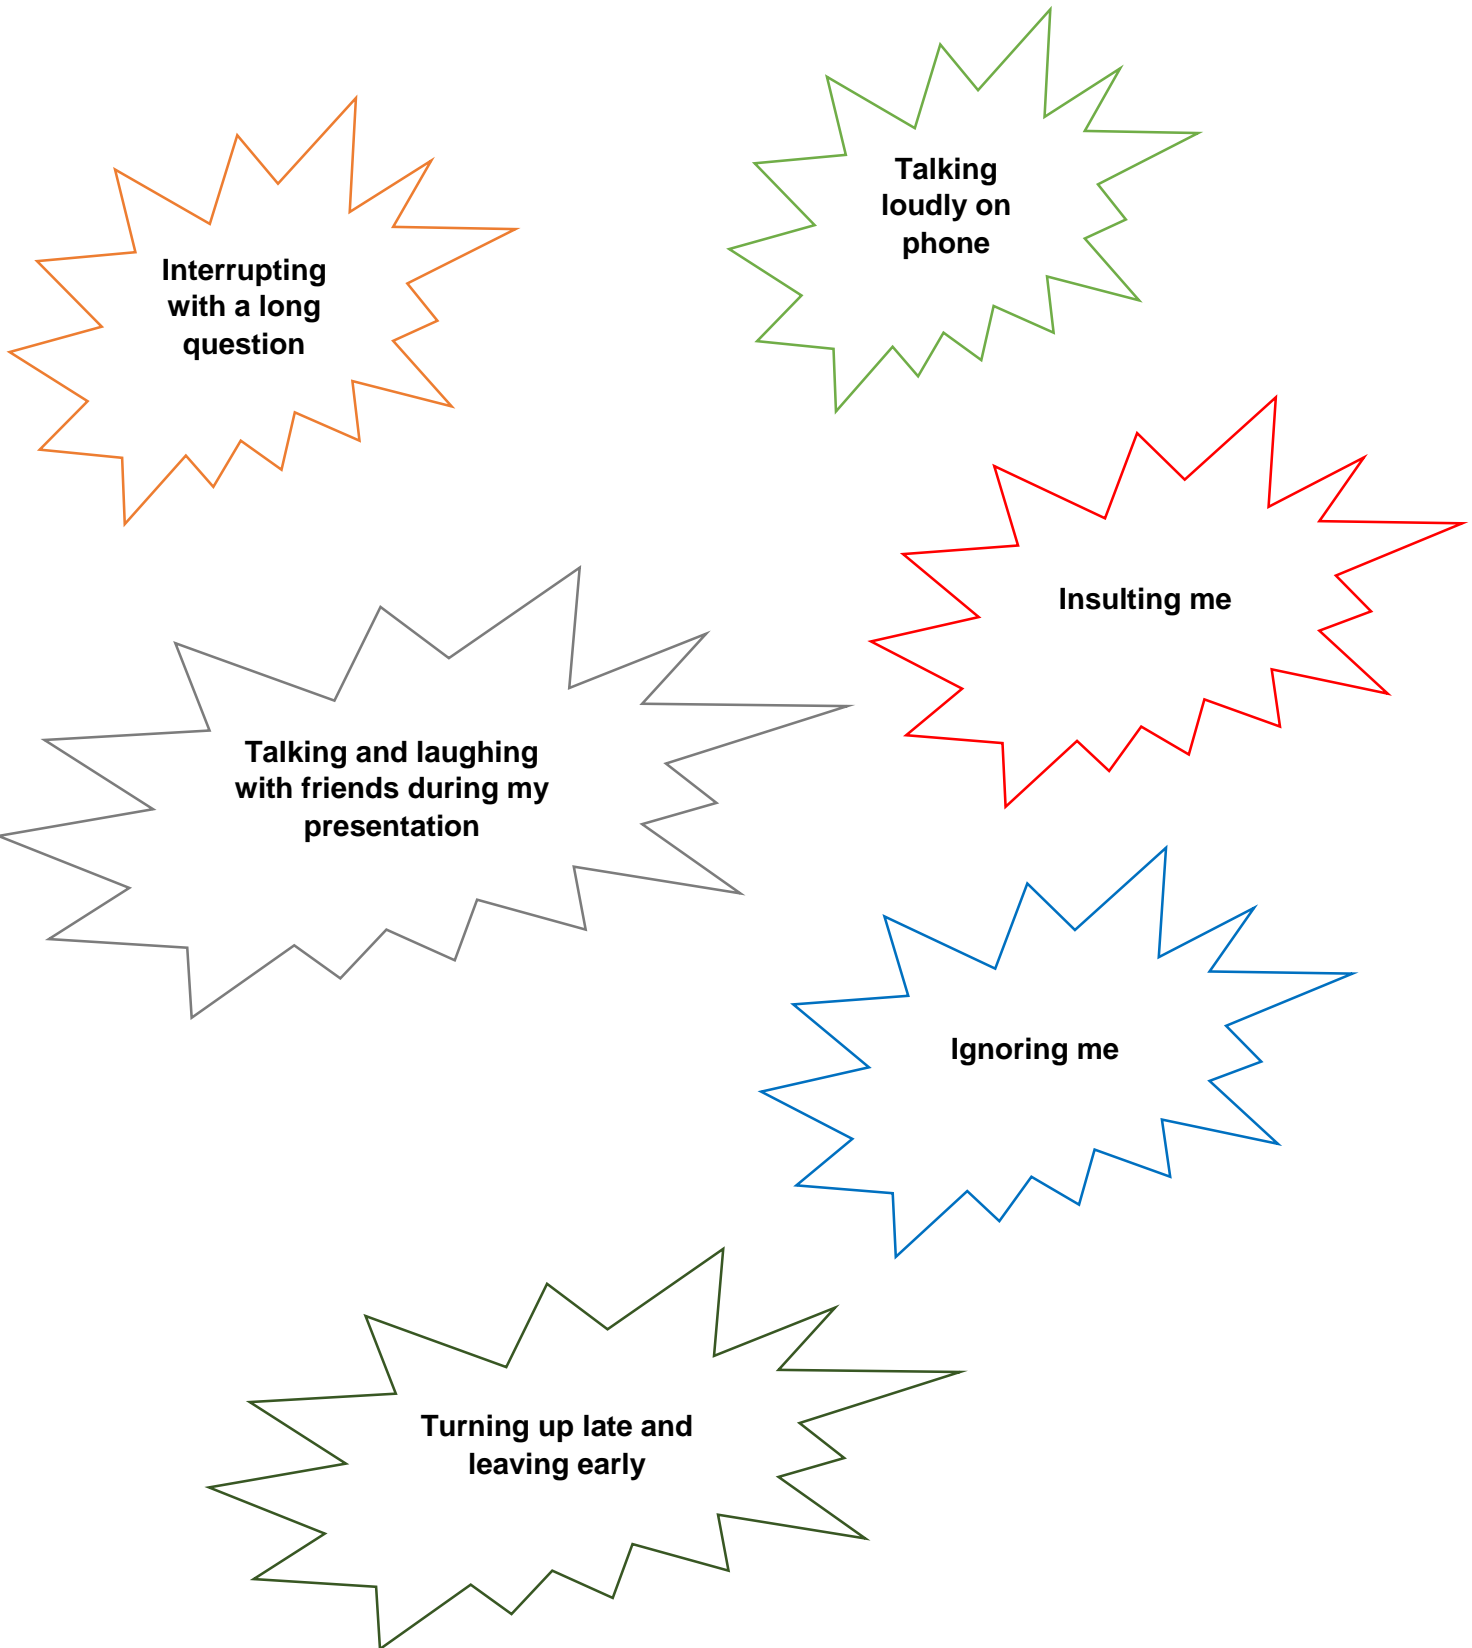 Talking
loudly on
phone
Interrupting
with a long
question
Insulting me
Talking and laughing
with friends during my
presentation
Ignoring me
Turning up late and
leaving early